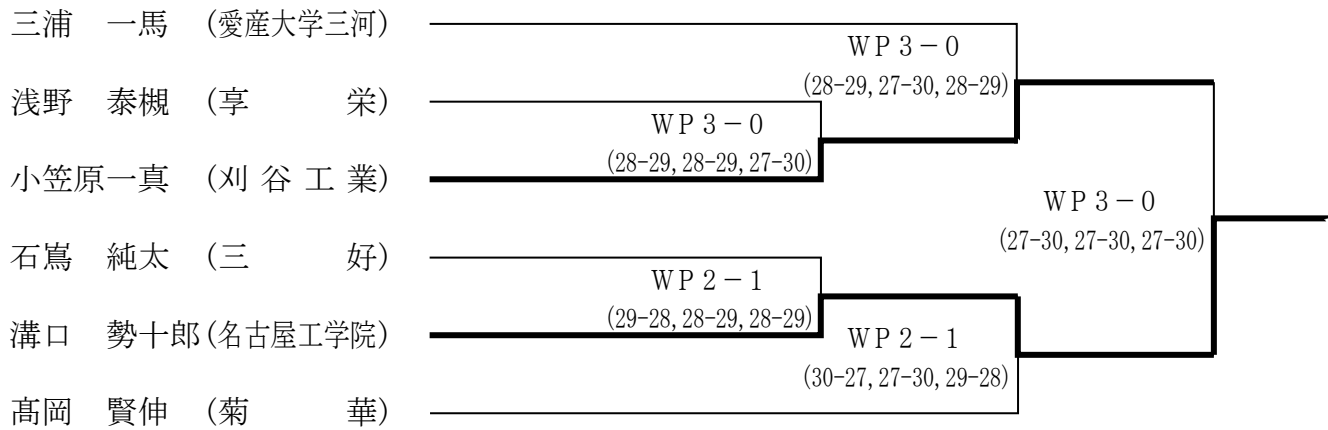 三浦　一馬　(愛産大学三河)
WP3－0
(28-29, 27-30, 28-29)
浅野　泰槻　(享　　　栄)
WP3－0
(28-29, 28-29, 27-30)
小笠原一真　(刈 谷 工 業)
WP3－0
(27-30, 27-30, 27-30)
石嶌　純太　(三　　　好)
WP2－1
(29-28, 28-29, 28-29)
溝口　勢十郎(名古屋工学院)
WP2－1
(30-27, 27-30, 29-28)
髙岡　賢伸　(菊　　　華)